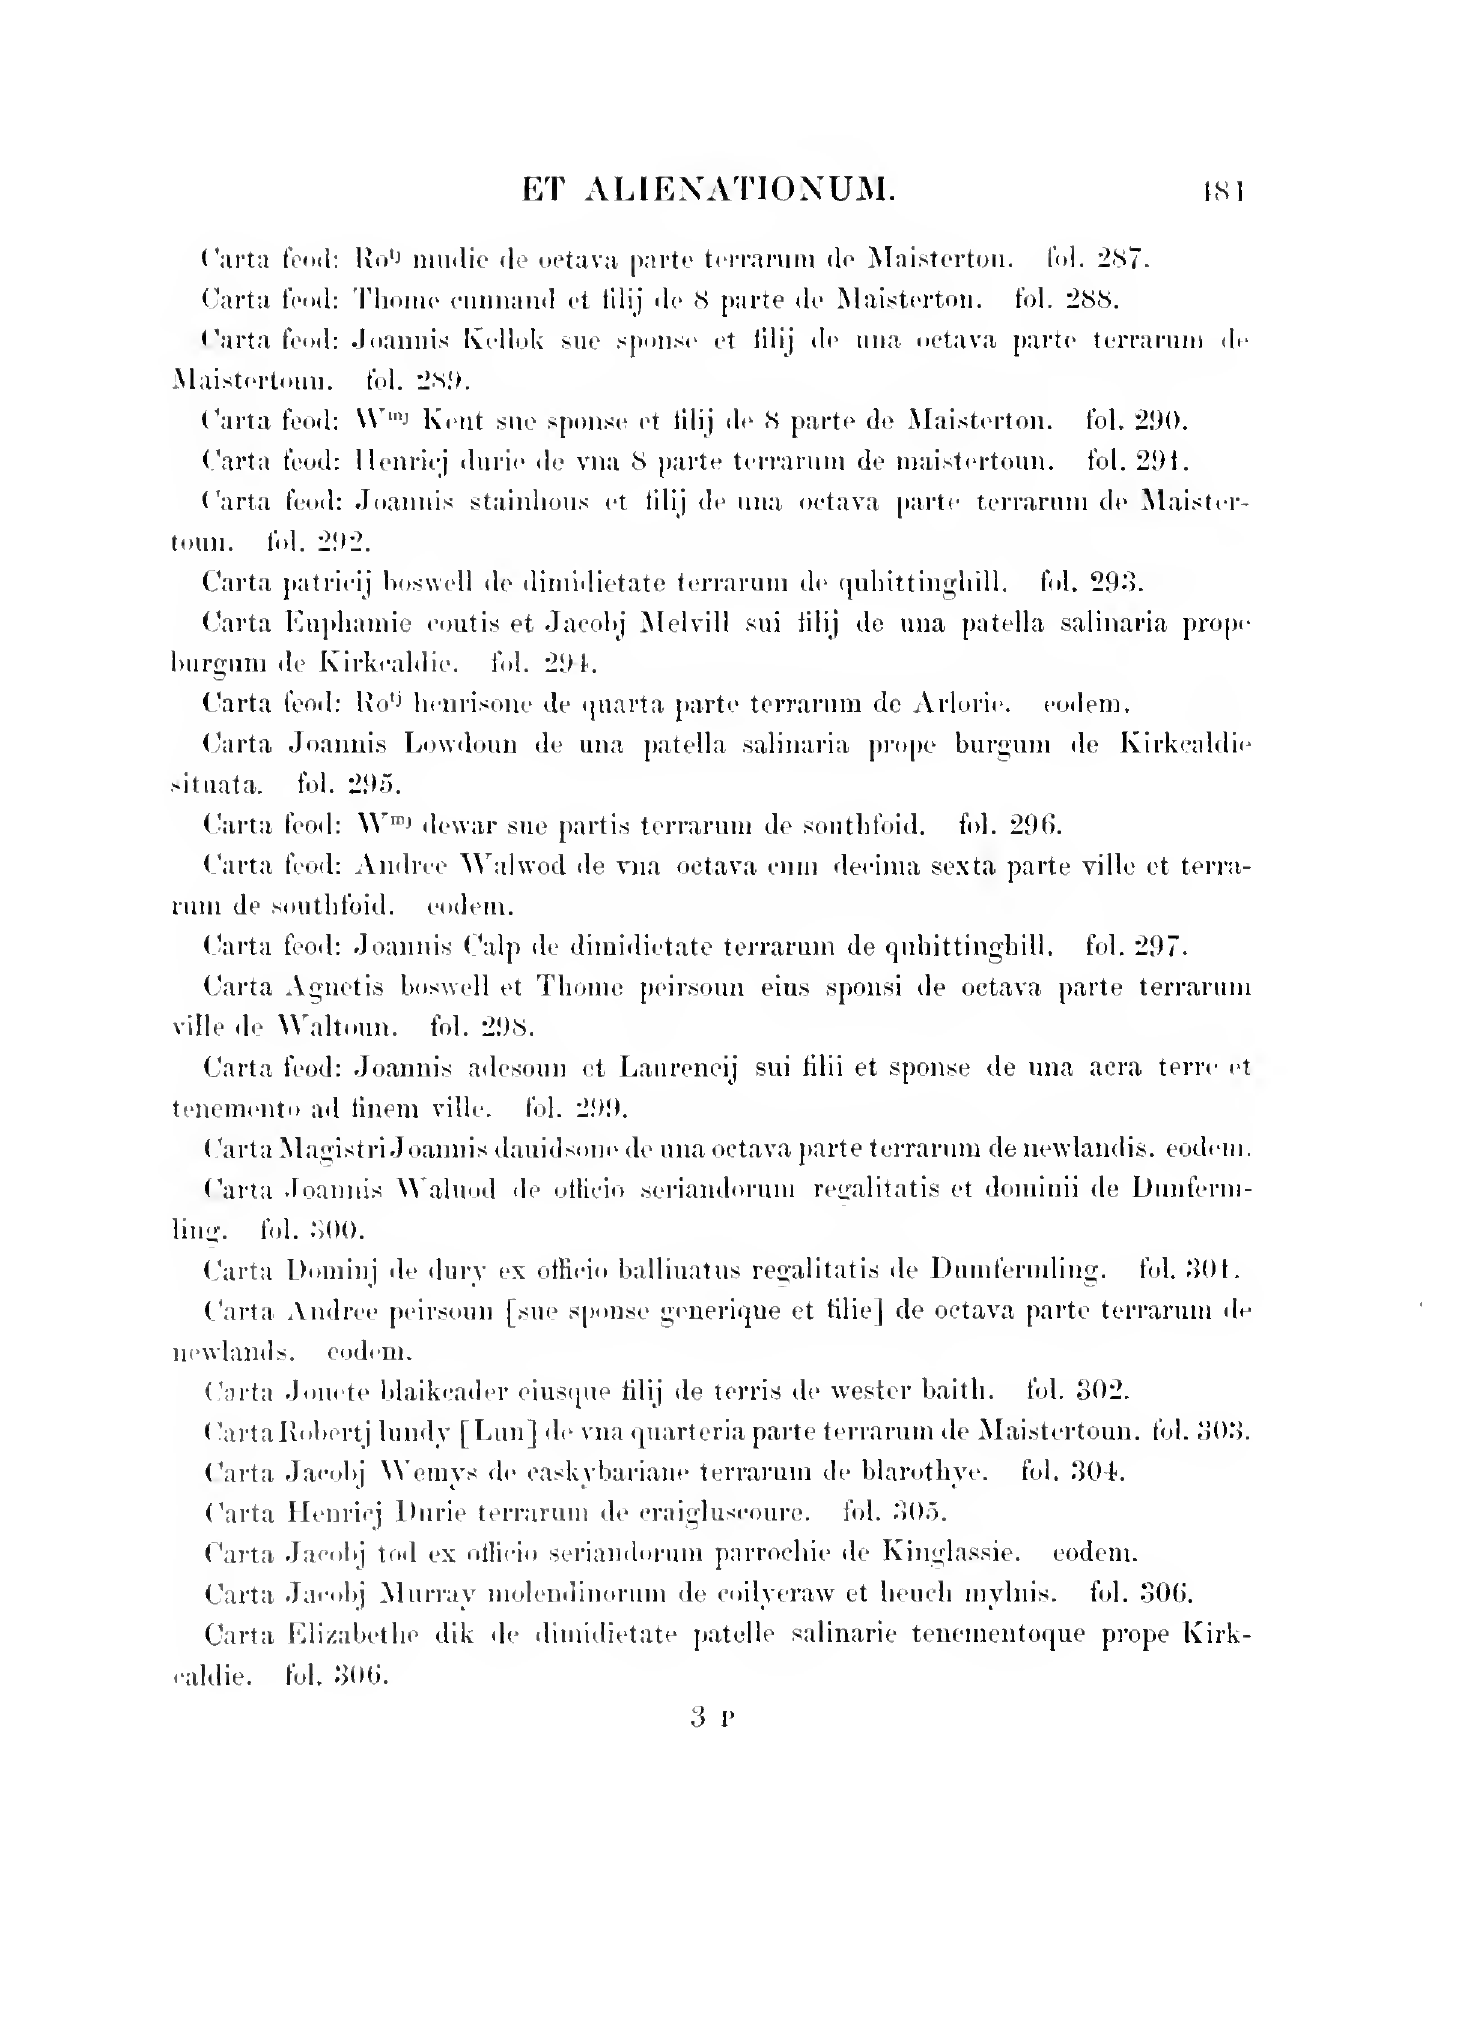 ET ALIENATIONUM. 481
Carta feod: Roᵗʲ mudie de octava parte terrarum de Maisterton. fol. 287.
Carta feod: Thome cunnand et filij de 8 parte de Maisterton. fol. 288.
Carta feod: Joannis Kellok sue sponse et filij de una octava parte terrarum de
Maistertoun. fol. 289.
Carta feod: Wᵐʲ Kent sue sponse et filij de 8 parte de Maisterton. fol. 290.
Carta feod: Henricj durie de vna 8 parte terrarum de maistertoun. fol. 291.
Carta feod: Joannis stainhous et filij de una octava parte terrarum de Maister-
toun. fol. 292.
Carta patricij boswell de dimidietate terrarum de quhittinghill. fol. 293.
Carta Euphamie coutis et Jacobj Melvill sui filij de una patella salinaria prope
burgum de Kirkcaldie. fol. 294.
Carta feod: Roᵗʲ henrisone de quarta parte terrarum de Arlorie. eodem.
Carta Joannis Lowdoun de una patella salinaria prope burgum de Kirkcaldie
situata. fol. 295.
Carta feod: Wᵐʲ dewar sue partis terrarum de southfoid. fol. 296.
Carta feod: Andree Walwod de vna octava cum decima sexta parte ville et terra-
rum de southfoid. eodem.
Carta feod: Joannis Calp de dimidietate terrarum de quhittinghill. fol. 297.
Carta Agnetis boswell et Thome peirsoun eius sponsi de octava parte terrarum
ville de Waltoun. fol. 298.
Carta feod: Joannis adesoun et Laurencij sui filii et sponse de una acra terre et
tenemento ad finem ville. fol. 299.
Carta Magistri Joannis dauidsone de una octava parte terrarum de newlandis. eodem.
Carta Joannis Waluod de officio seriandorum regalitatis et dominii de Dunferm-
ling. fol. 300.
Carta Dominj de dury ex officio balliuatus regalitatis de Dumfermling. fol. 301.
Carta Andree peirsoun [sue sponse generique et filie] de octava parte terrarum de
newlands. eodem.
Carta Jonete blaikcader eiusque filij de terris de wester baith. fol. 302.
Carta Robertj lundy [Lun] de vna quarteria parte terrarum de Maistertoun. fol. 303.
Carta Jacobj Wemys de caskybariane terrarum de blarothye. fol. 304.
Carta Henricj Durie terrarum de craigluscoure. fol. 305.
Carta Jacobj tod ex officio seriandorum parrochie de Kinglassie. eodem.
Carta Jacobj Murray molendinorum de coilyeraw et heuch mylnis. fol. 306.
Carta Elizabethe dik de dimidietate patelle salinarie tenementoque prope Kirk-
caldie. fol. 306.
3 P